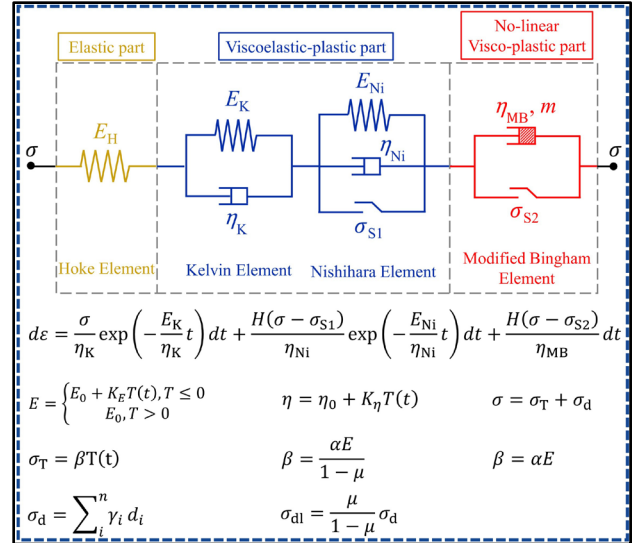 Elastic part
Viscoelastic-plastic part
No-linear
Visco-plastic part
E_H
E_K
η_K
E_Ni
η_Ni
σ_S1
η_MB, m
σ_S2
σ
σ
Hoke Element
Kelvin Element
Nishihara Element
Modified Bingham
Element
dε = σ/η_K exp(−E_K/η_K t) dt + H(σ − σ_S1)/η_Ni exp(−E_Ni/η_Ni t) dt + H(σ − σ_S2)/η_MB dt
E = {E_0 + K_E T(t), T ≤ 0
E_0, T > 0
η = η_0 + K_η T(t)
σ = σ_T + σ_d
σ_T = βT(t)
β = αE/(1 − μ)
β = αE
σ_d = ∑_i^n γ_i d_i
σ_dl = μ/(1 − μ) σ_d